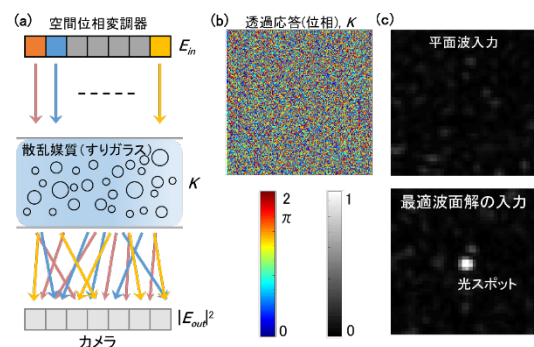 (a)
空間位相変調器
E_in
散乱媒質(すりガラス)
K
|E_out|²
カメラ
(b)
透過応答(位相), K
2
π
0
1
0
(c)
平面波入力
最適波面解の入力
光スポット